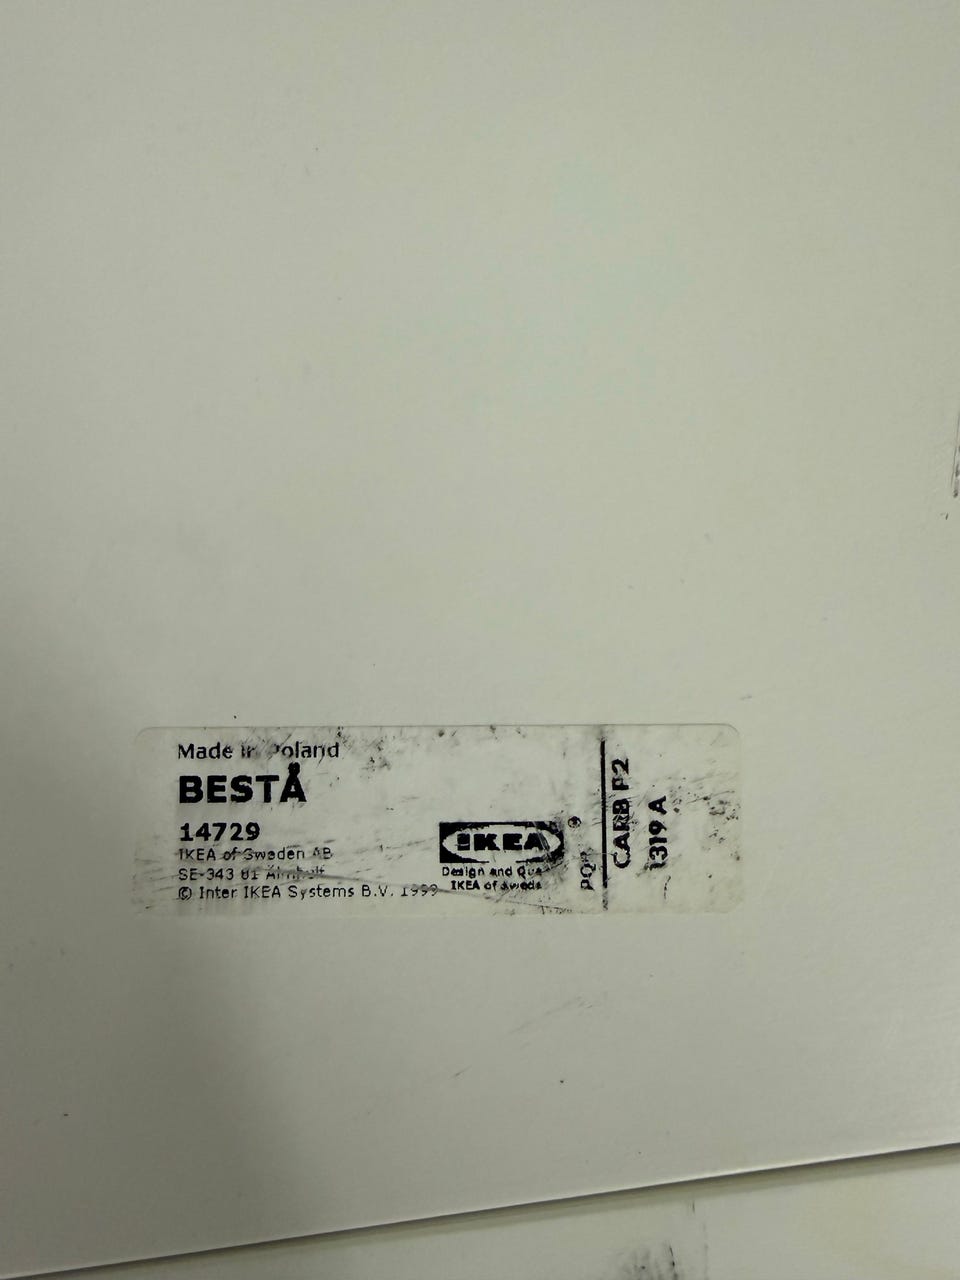 Made in Poland
BESTÅ
14729
IKEA of Sweden AB
SE-343 81 Älmhult
© Inter IKEA Systems B.V. 1999
IKEA ®
Design and
IKEA of Sweden
PQR
CARB P2
1319 A